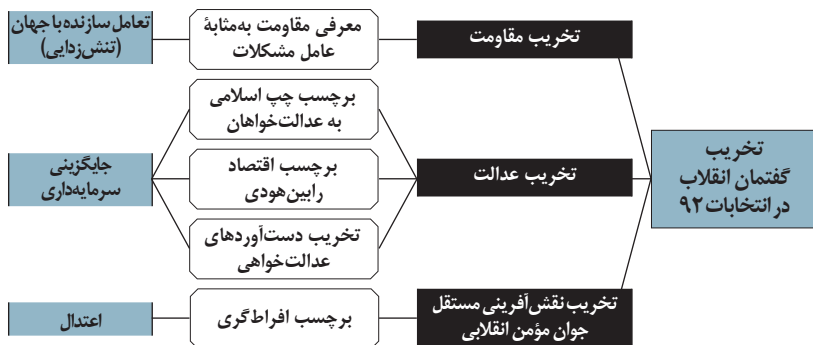 تخریب
گفتمان انقلاب
در انتخابات ۹۲
تخریب مقاومت
معرفی مقاومت به‌مثابۀ
عامل مشکلات
تعامل سازنده با جهان
(تنش‌زدایی)
تخریب عدالت
برچسب چپ اسلامی
به عدالت‌خواهان
برچسب اقتصاد
رابین‌هودی
تخریب دست‌آوردهای
عدالت‌خواهی
جایگزینی
سرمایه‌داری
تخریب نقش‌آفرینی مستقل
جوان مؤمن انقلابی
برچسب افراط‌گری
اعتدال